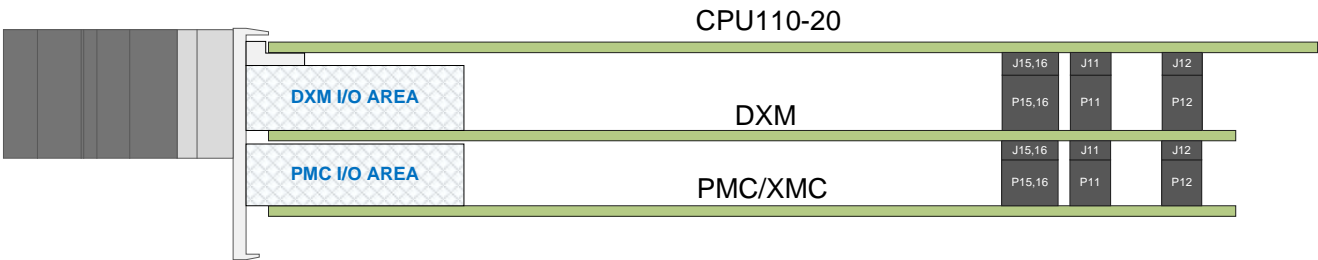 CPU110-20
J15,16 J11 J12
DXM I/O AREA
P15,16 P11 P12
DXM
J15,16 J11 J12
PMC I/O AREA
P15,16 P11 P12
PMC/XMC